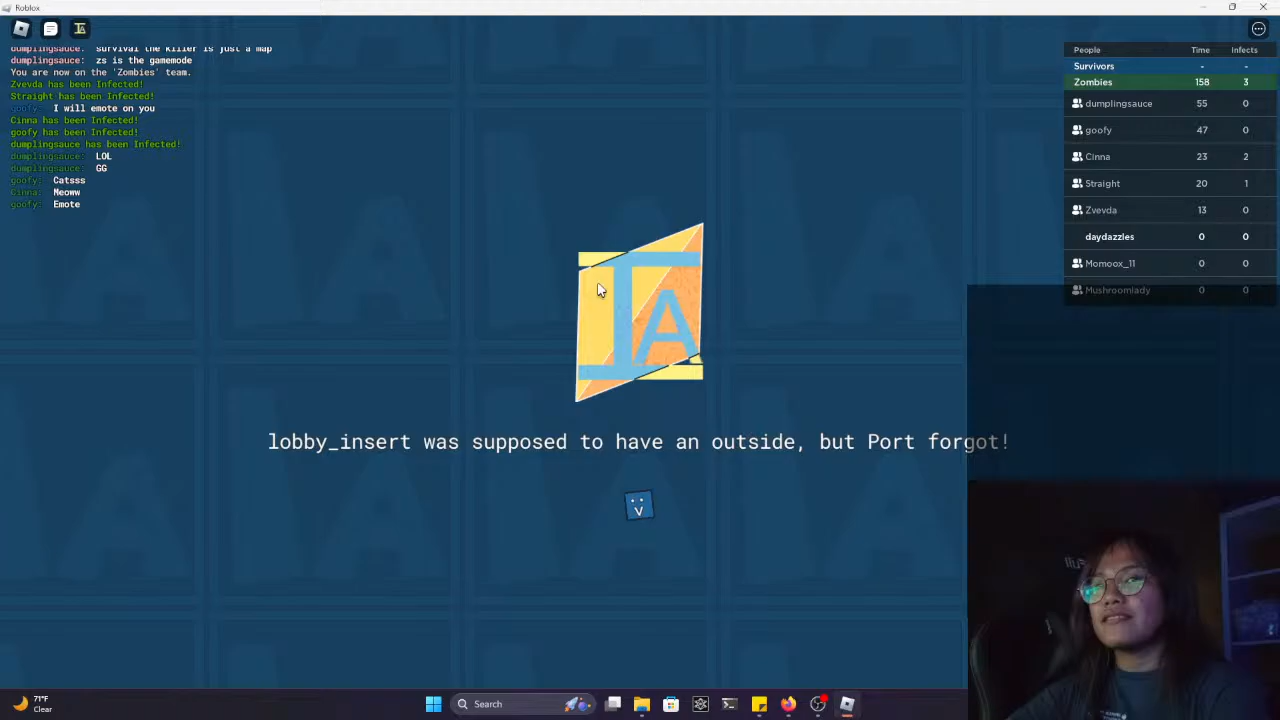 Roblox
dumplingsauce: survival the killer is just a map
dumplingsauce: zs is the gamemode
You are now on the 'Zombies' team.
Zvevda has been Infected!
Straight has been Infected!
goofy: I will emote on you
Cinna has been Infected!
goofy has been Infected!
dumplingsauce has been Infected!
dumplingsauce: LOL
dumplingsauce: GG
goofy: Catsss
Cinna: Meoww
goofy: Emote
People Time Infects
Survivors - -
Zombies 158 3
dumplingsauce 55 0
goofy 47 0
Cinna 23 2
Straight 20 1
Zvevda 13 0
daydazzles 0 0
Momoox_11 0 0
Mushroomlady 0 0
IA
lobby_insert was supposed to have an outside, but Port forgot!
71°F
Clear
Search